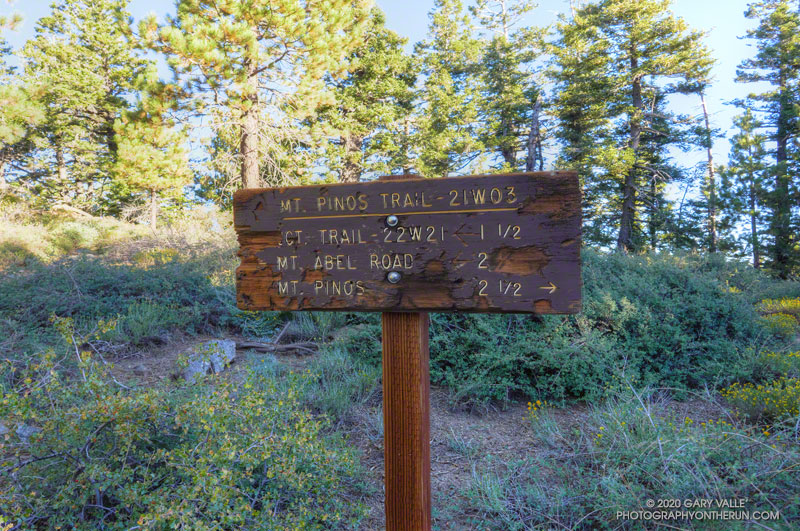 MT. PINOS TRAIL - 21W03
JCT. TRAIL - 22W21 ← 1 1/2
MT. ABEL ROAD ← 2
MT. PINOS 2 1/2 →
© 2020 GARY VALLE'
PHOTOGRAPHYONTHERUN.COM